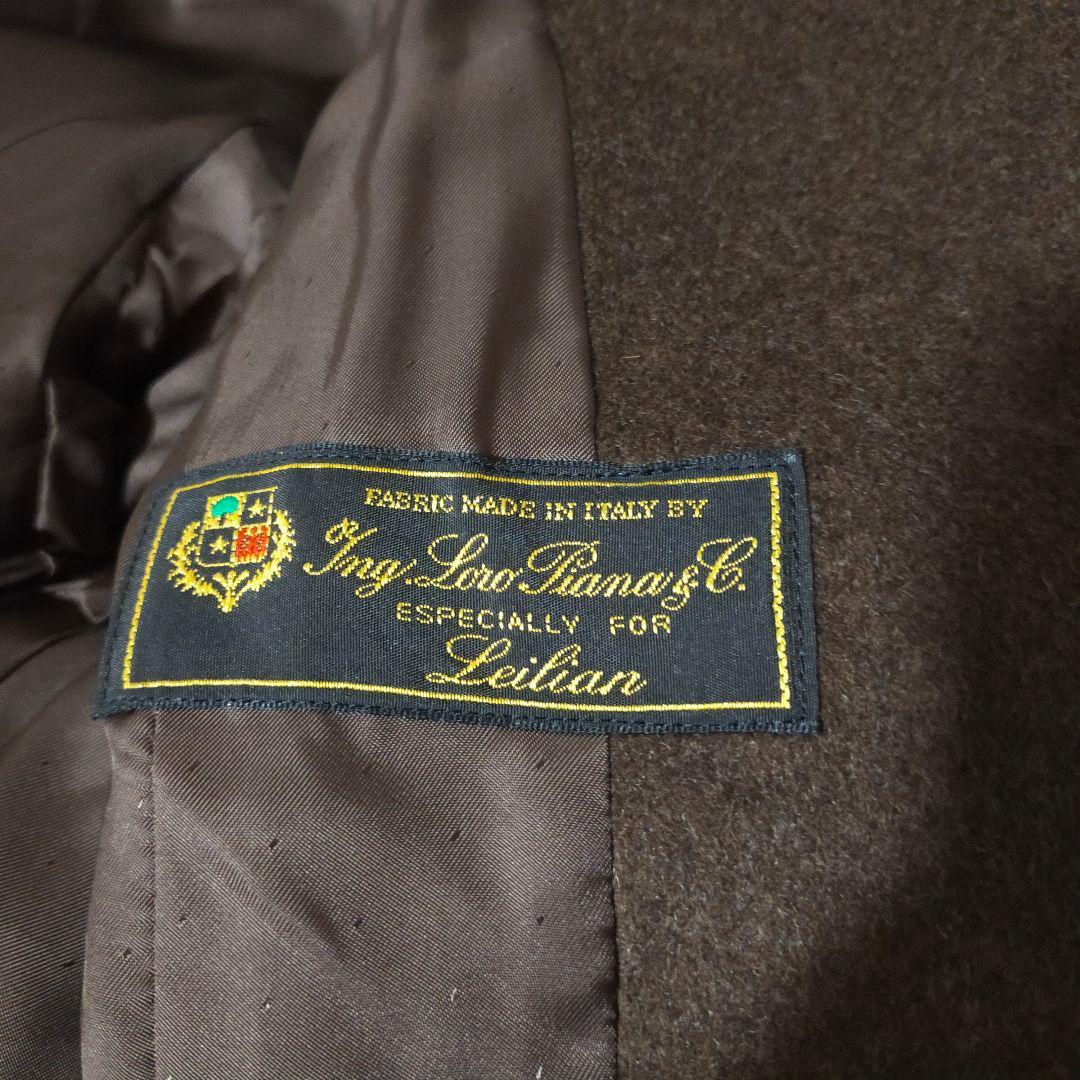 FABRIC MADE IN ITALY BY
Ing Loro Piana & C.
ESPECIALLY FOR
Leilian